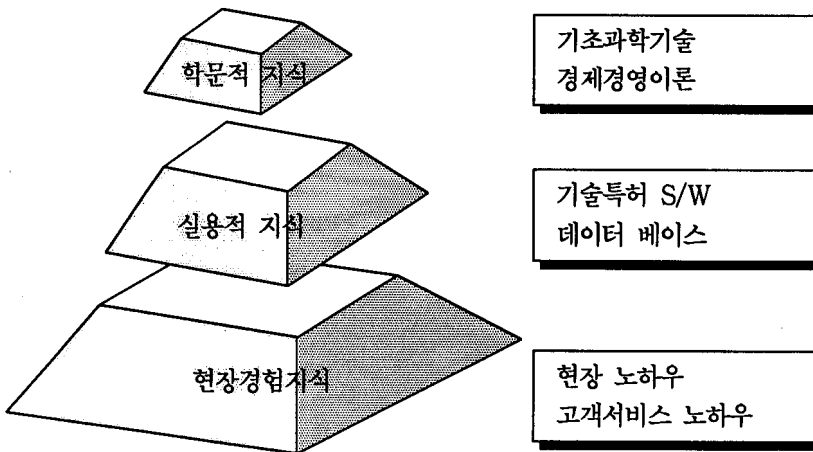 학문적 지식
기초과학기술
경제경영이론
실용적 지식
기술특허 S/W
데이터 베이스
현장경험지식
현장 노하우
고객서비스 노하우